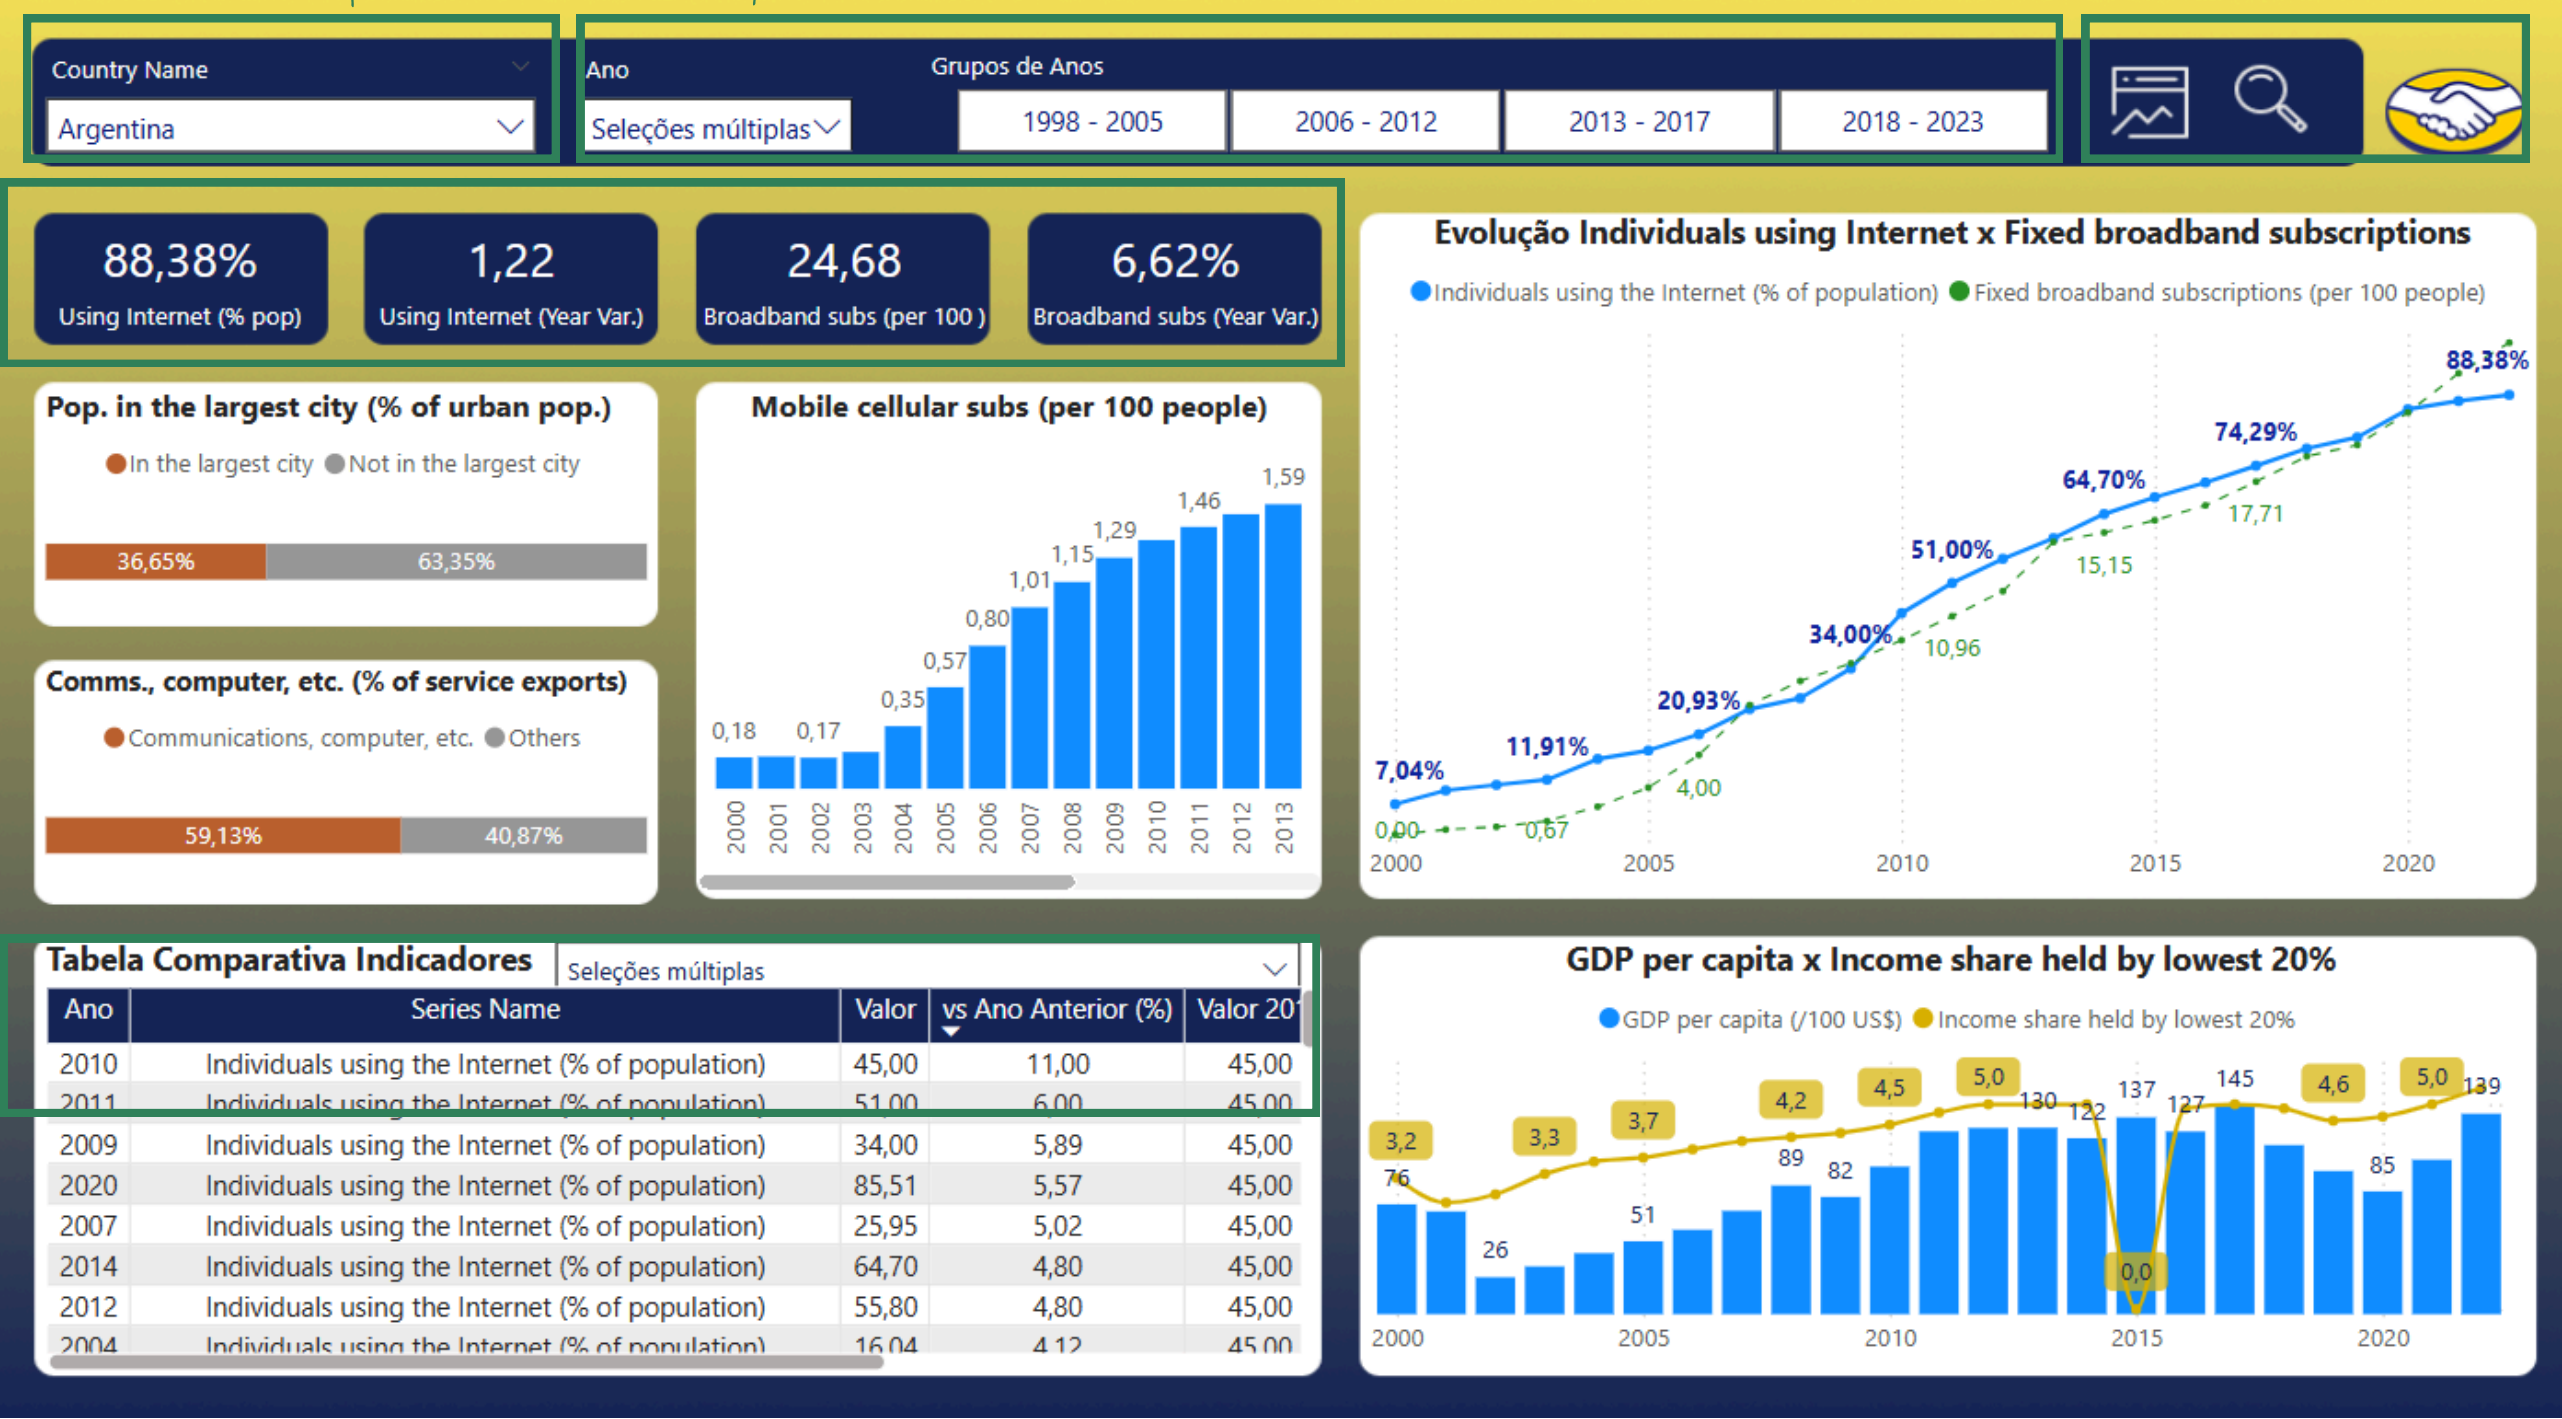 Country Name
Argentina
Ano
Seleções múltiplas
Grupos de Anos
1998 - 2005
2006 - 2012
2013 - 2017
2018 - 2023
88,38%
Using Internet (% pop)
1,22
Using Internet (Year Var.)
24,68
Broadband subs (per 100 )
6,62%
Broadband subs (Year Var.)
Pop. in the largest city (% of urban pop.)
In the largest city Not in the largest city
36,65% 63,35%
Comms., computer, etc. (% of service exports)
Communications, computer, etc. Others
59,13% 40,87%
Mobile cellular subs (per 100 people)
0,18 0,17 0,35 0,57 0,80 1,01 1,15 1,29 1,46 1,59
2000 2001 2002 2003 2004 2005 2006 2007 2008 2009 2010 2011 2012 2013
Evolução Individuals using Internet x Fixed broadband subscriptions
Individuals using the Internet (% of population) Fixed broadband subscriptions (per 100 people)
7,04% 11,91% 20,93% 34,00% 51,00% 64,70% 74,29% 88,38%
0,00 0,67 4,00 10,96 15,15 17,71
2000 2005 2010 2015 2020
Tabela Comparativa Indicadores
Seleções múltiplas
Ano Series Name Valor vs Ano Anterior (%) Valor 201
2010 Individuals using the Internet (% of population) 45,00 11,00 45,00
2011 Individuals using the Internet (% of population) 51,00 6,00 45,00
2009 Individuals using the Internet (% of population) 34,00 5,89 45,00
2020 Individuals using the Internet (% of population) 85,51 5,57 45,00
2007 Individuals using the Internet (% of population) 25,95 5,02 45,00
2014 Individuals using the Internet (% of population) 64,70 4,80 45,00
2012 Individuals using the Internet (% of population) 55,80 4,80 45,00
2004 Individuals using the Internet (% of population) 16,04 4,12 45,00
GDP per capita x Income share held by lowest 20%
GDP per capita (/100 US$) Income share held by lowest 20%
3,2 3,3 3,7 4,2 4,5 5,0 0,0 4,6 5,0
76 26 51 89 82 130 122 137 127 145 85 139
2000 2005 2010 2015 2020